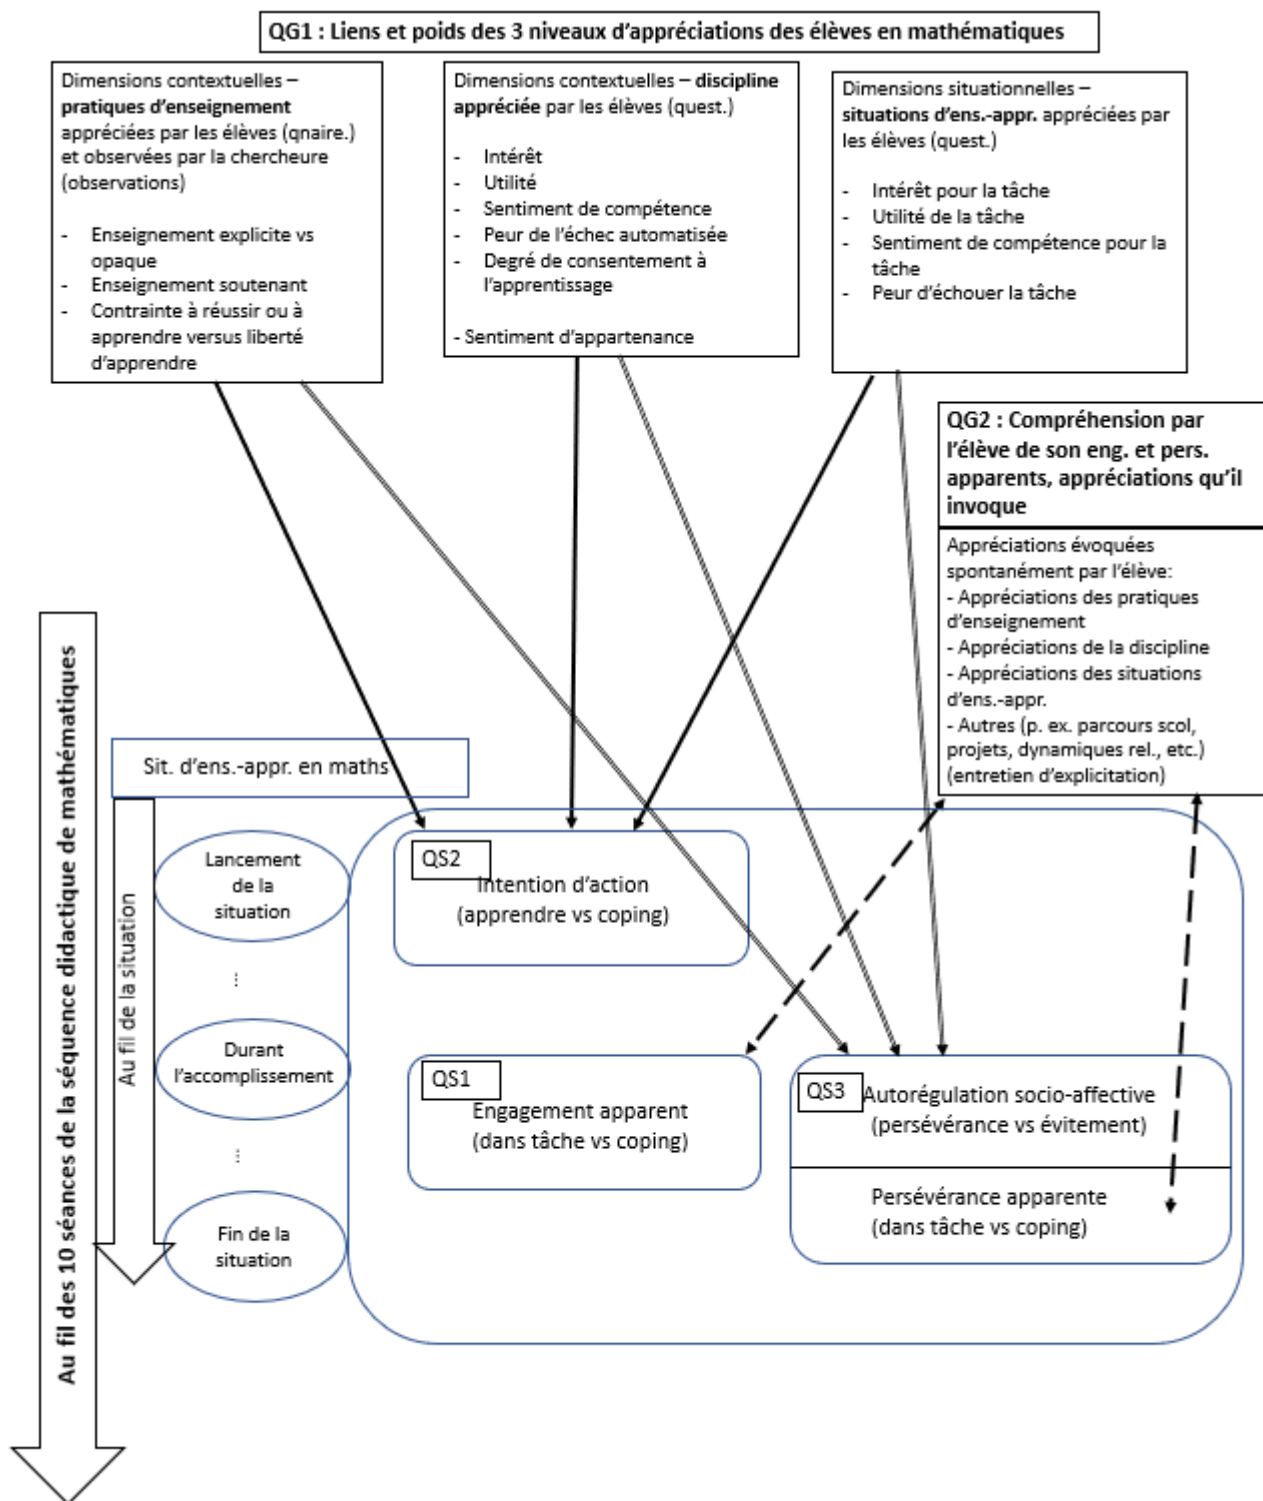 QG1 : Liens et poids des 3 niveaux d'appréciations des élèves en mathématiques
Dimensions contextuelles –
pratiques d'enseignement
appréciées par les élèves (qnaire.)
et observées par la chercheure
(observations)
- Enseignement explicite vs
opaque
- Enseignement soutenant
- Contrainte à réussir ou à
apprendre versus liberté
d'apprendre
Dimensions contextuelles – discipline
appréciée par les élèves (quest.)
- Intérêt
- Utilité
- Sentiment de compétence
- Peur de l'échec automatisée
- Degré de consentement à
l'apprentissage
- Sentiment d'appartenance
Dimensions situationnelles –
situations d'ens.-appr. appréciées par
les élèves (quest.)
- Intérêt pour la tâche
- Utilité de la tâche
- Sentiment de compétence pour la
tâche
- Peur d'échouer la tâche
QG2 : Compréhension par
l'élève de son eng. et pers.
apparents, appréciations qu'il
invoque
Appréciations évoquées
spontanément par l'élève:
- Appréciations des pratiques
d'enseignement
- Appréciations de la discipline
- Appréciations des situations
d'ens.-appr.
- Autres (p. ex. parcours scol,
projets, dynamiques rel., etc.)
(entretien d'explicitation)
Au fil des 10 séances de la séquence didactique de mathématiques
Sit. d'ens.-appr. en maths
Au fil de la situation
Lancement
de la
situation
...
Durant
l'accomplissement
...
Fin de la
situation
QS2
Intention d'action
(apprendre vs coping)
QS1
Engagement apparent
(dans tâche vs coping)
QS3
Autorégulation socio-affective
(persévérance vs évitement)
Persévérance apparente
(dans tâche vs coping)